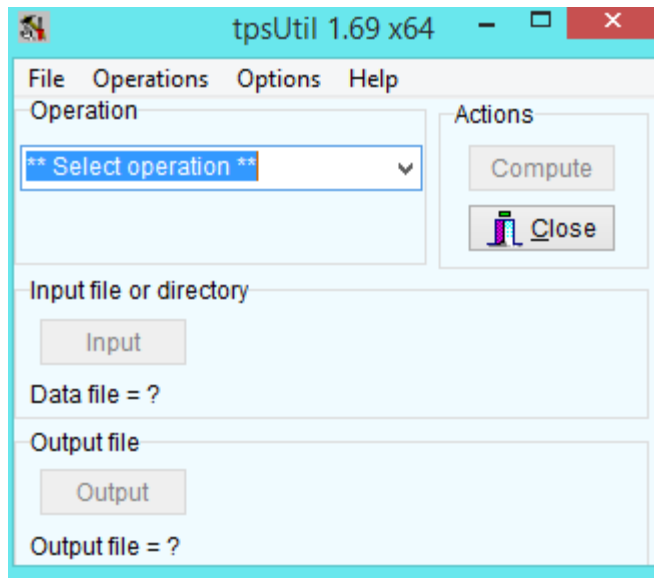 tpsUtil 1.69 x64
File Operations Options Help
Operation
** Select operation **
Actions
Compute
Close
Input file or directory
Input
Data file = ?
Output file
Output
Output file = ?